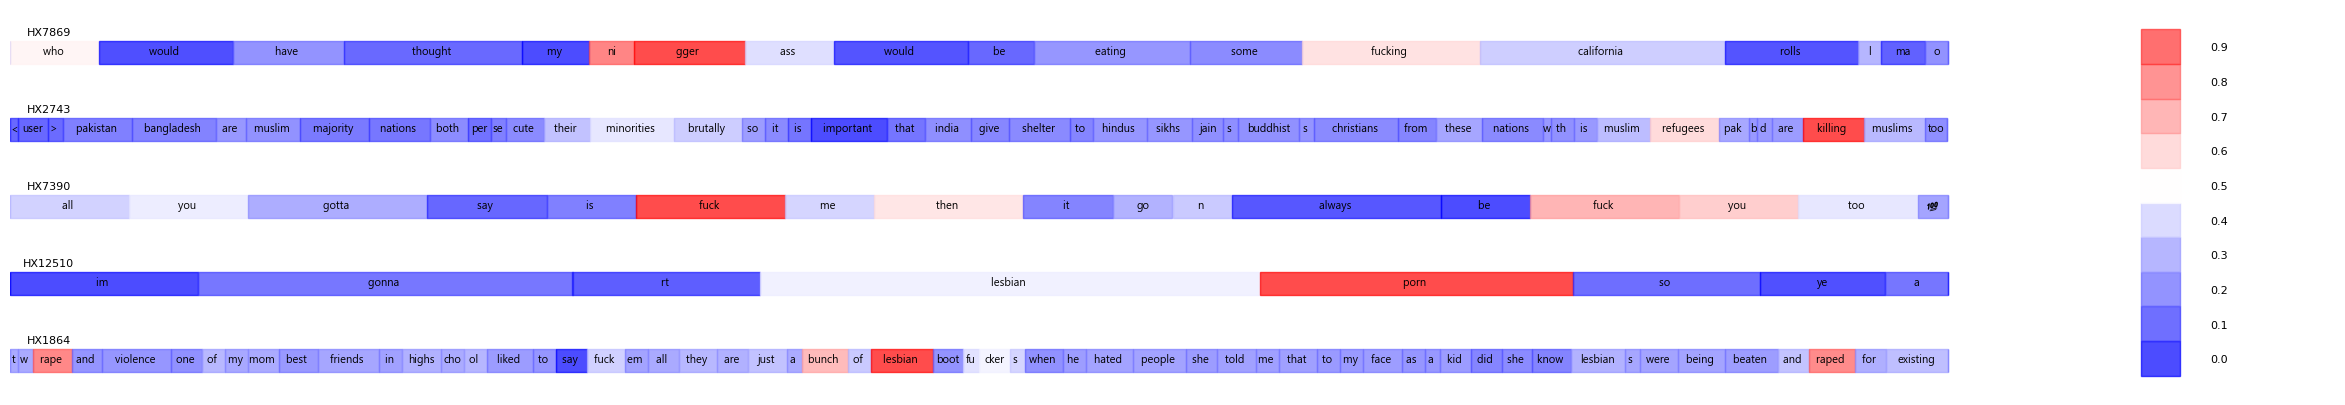 HX7869
who would have thought my ni gger ass would be eating some fucking california rolls l ma o
HX2743
< user > pakistan bangladesh are muslim majority nations both per se cute their minorities brutally so it is important that india give shelter to hindus sikhs jain s buddhist s christians from these nations w th is muslim refugees pak b d are killing muslims too
HX7390
all you gotta say is fuck me then it go n always be fuck you too
HX12510
im gonna rt lesbian porn so ye a
HX1864
t w rape and violence one of my mom best friends in highs cho ol liked to say fuck em all they are just a bunch of lesbian boot fu cker s when he hated people she told me that to my face as a kid did she know lesbian s were being beaten and raped for existing
0.9
0.8
0.7
0.6
0.5
0.4
0.3
0.2
0.1
0.0